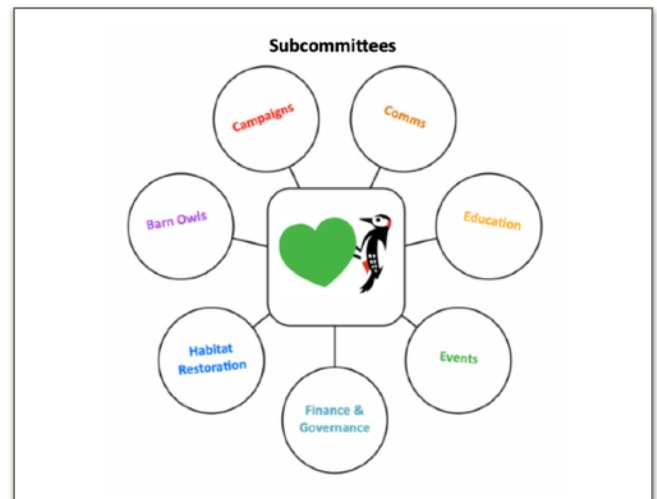 Subcommittees
Campaigns
Comms
Barn Owls
Education
Habitat
Restoration
Events
Finance &
Governance